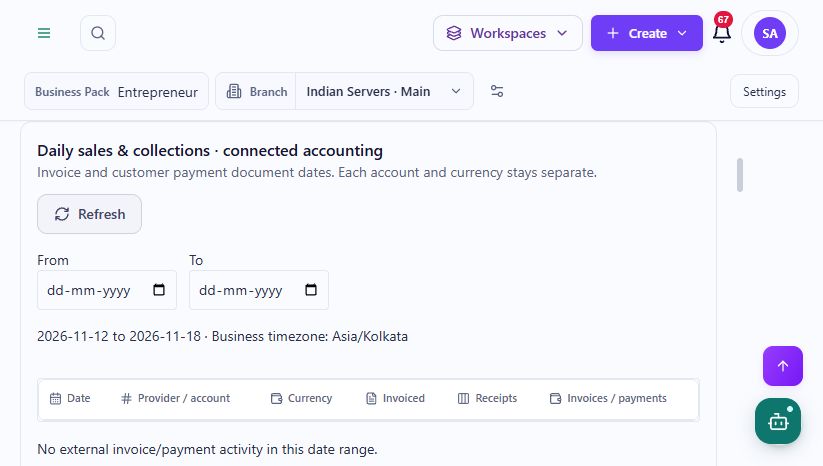 67
Workspaces
Create
SA
Business Pack Entrepreneur
Branch Indian Servers · Main
Settings
Daily sales & collections · connected accounting
Invoice and customer payment document dates. Each account and currency stays separate.
Refresh
From To
dd-mm-yyyy dd-mm-yyyy
2026-11-12 to 2026-11-18 · Business timezone: Asia/Kolkata
Date Provider / account Currency Invoiced Receipts Invoices / payments
No external invoice/payment activity in this date range.